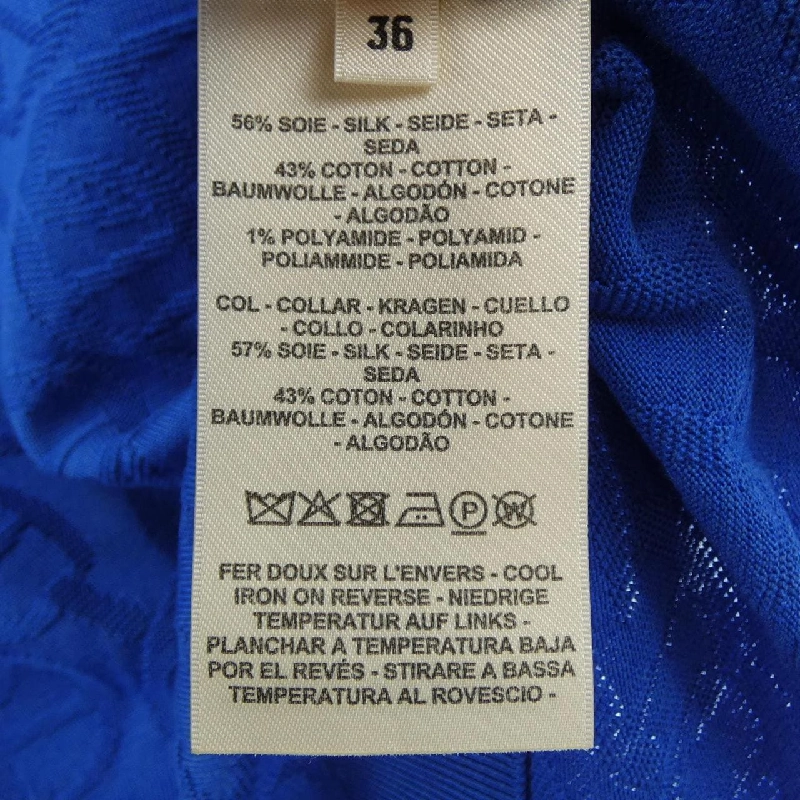 36
56% SOIE - SILK - SEIDE - SETA -
SEDA
43% COTON - COTTON -
BAUMWOLLE - ALGODÓN - COTONE
- ALGODÃO
1% POLYAMIDE - POLYAMID -
POLIAMMIDE - POLIAMIDA
COL - COLLAR - KRAGEN - CUELLO
- COLLO - COLARINHO
57% SOIE - SILK - SEIDE - SETA -
SEDA
43% COTON - COTTON -
BAUMWOLLE - ALGODÓN - COTONE
- ALGODÃO
P W
FER DOUX SUR L'ENVERS - COOL
IRON ON REVERSE - NIEDRIGE
TEMPERATUR AUF LINKS -
PLANCHAR A TEMPERATURA BAJA
POR EL REVÉS - STIRARE A BASSA
TEMPERATURA AL ROVESCIO -